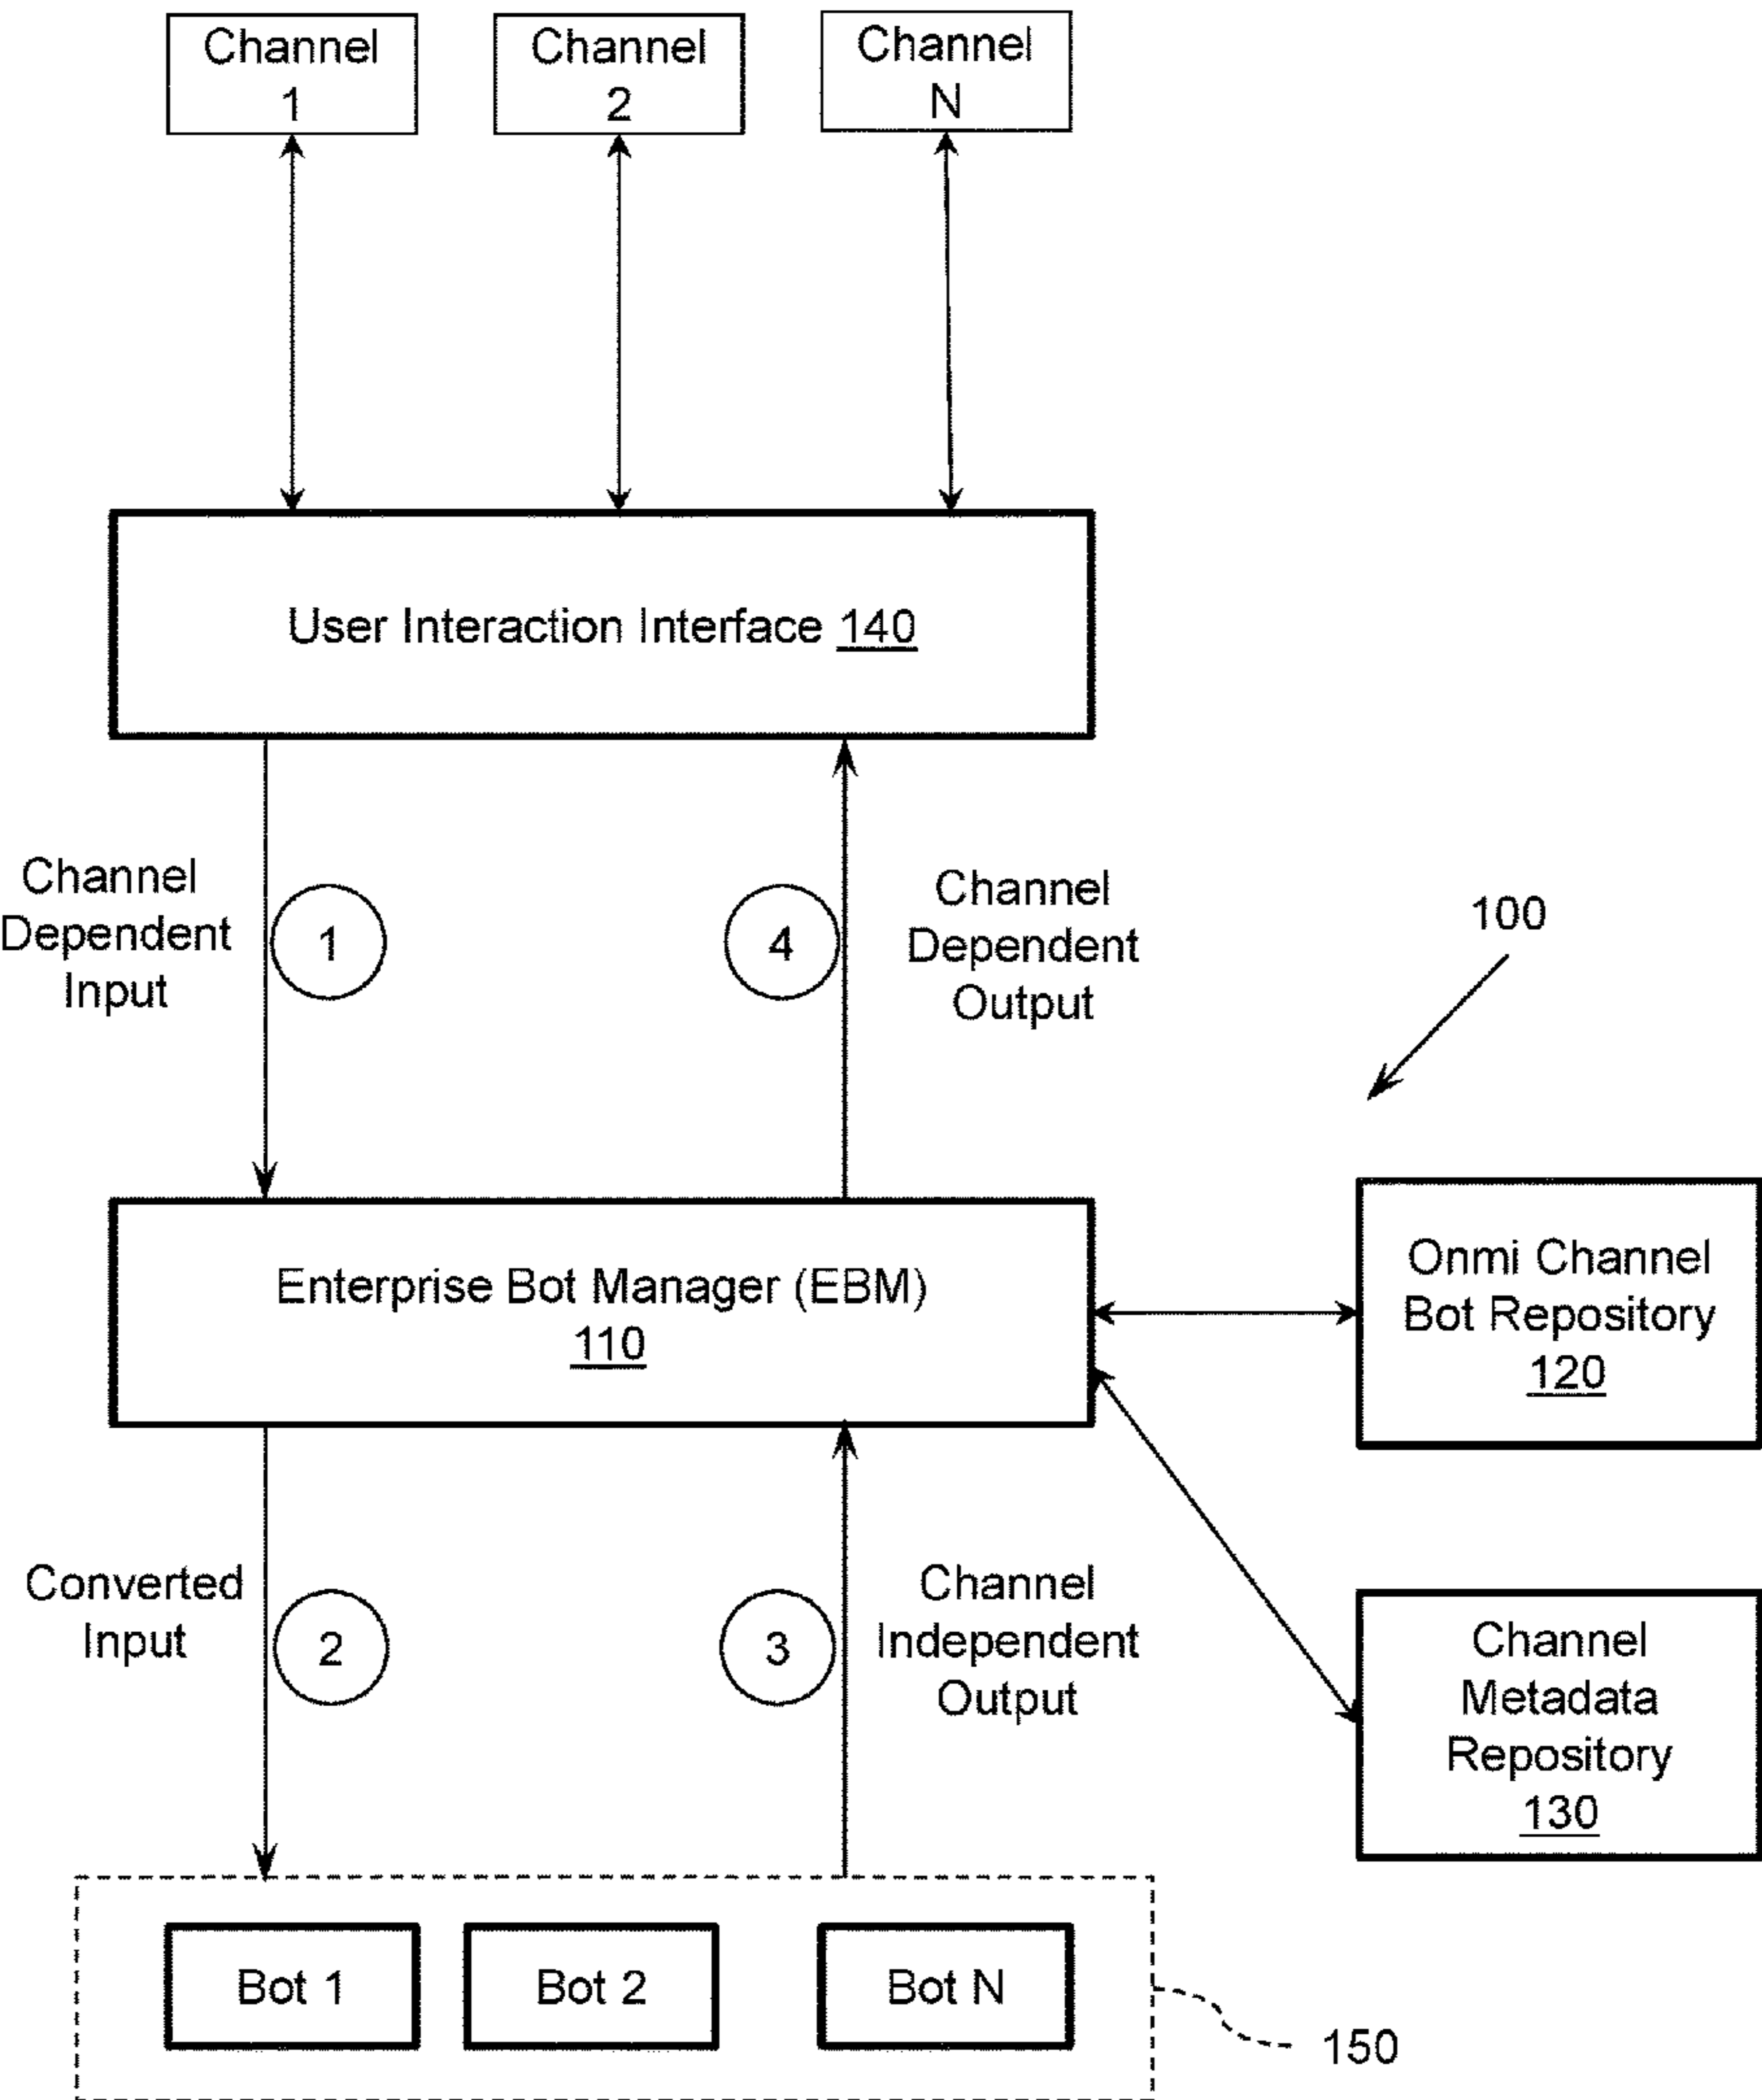 Channel
1
Channel
2
Channel
N
User Interaction Interface 140
Channel
Dependent
Input
1
4
Channel
Dependent
Output
100
Enterprise Bot Manager (EBM)
110
Onmi Channel
Bot Repository
120
Converted
Input
2
3
Channel
Independent
Output
Channel
Metadata
Repository
130
Bot 1
Bot 2
Bot N
150